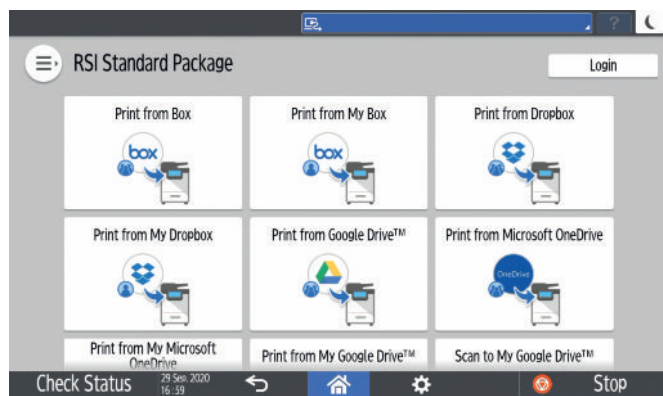 ?
RSI Standard Package
Login
Print from Box
Print from My Box
Print from Dropbox
box
box
Print from My Dropbox
Print from Google Drive™
Print from Microsoft OneDrive
OneDrive
Print from My Microsoft
OneDrive
Print from My Google Drive™
Scan to My Google Drive™
Check Status
29 Sep. 2020
16:59
Stop